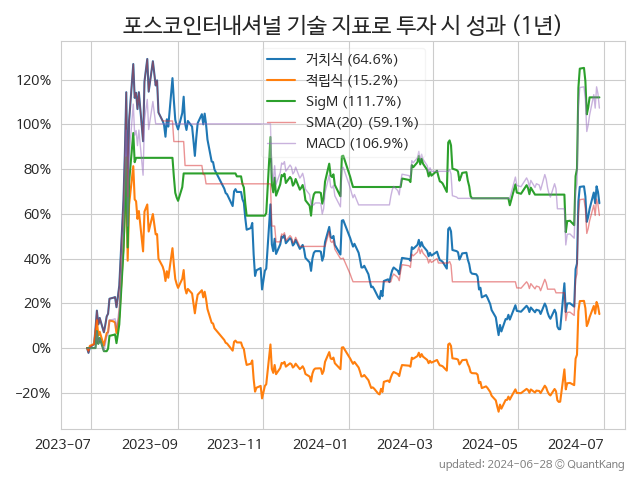 포스코인터내셔널 기술 지표로 투자 시 성과 (1년)
거치식 (64.6%)
적립식 (15.2%)
SigM (111.7%)
SMA(20) (59.1%)
MACD (106.9%)
120%
100%
80%
60%
40%
20%
0%
−20%
2023-07 2023-09 2023-11 2024-01 2024-03 2024-05 2024-07
updated: 2024-06-28 © QuantKang